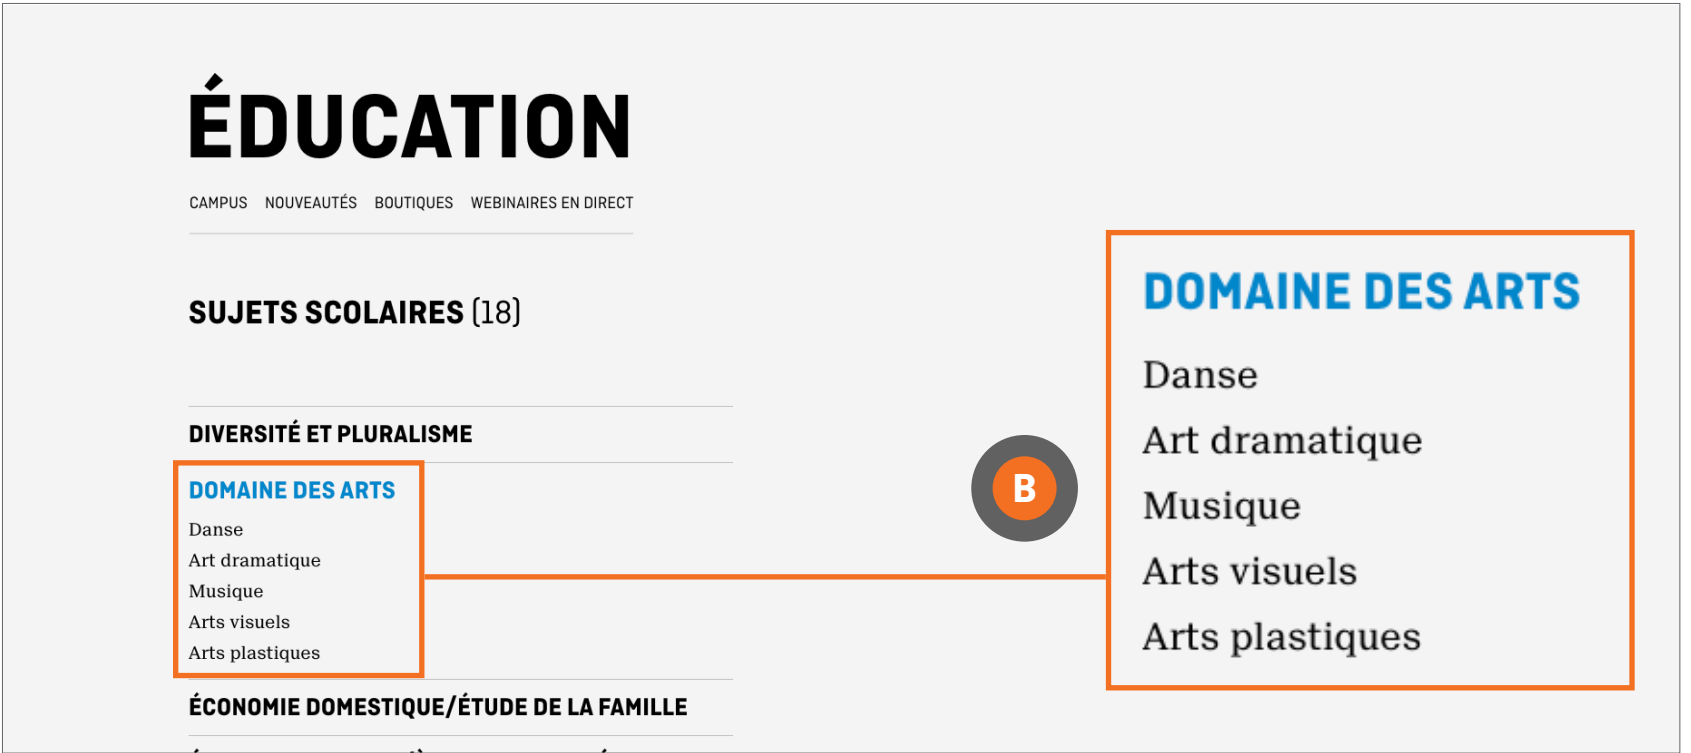 ÉDUCATION
CAMPUS NOUVEAUTÉS BOUTIQUES WEBINAIRES EN DIRECT
SUJETS SCOLAIRES (18)
DIVERSITÉ ET PLURALISME
DOMAINE DES ARTS
Danse
Art dramatique
Musique
Arts visuels
Arts plastiques
ÉCONOMIE DOMESTIQUE/ÉTUDE DE LA FAMILLE
B
DOMAINE DES ARTS
Danse
Art dramatique
Musique
Arts visuels
Arts plastiques